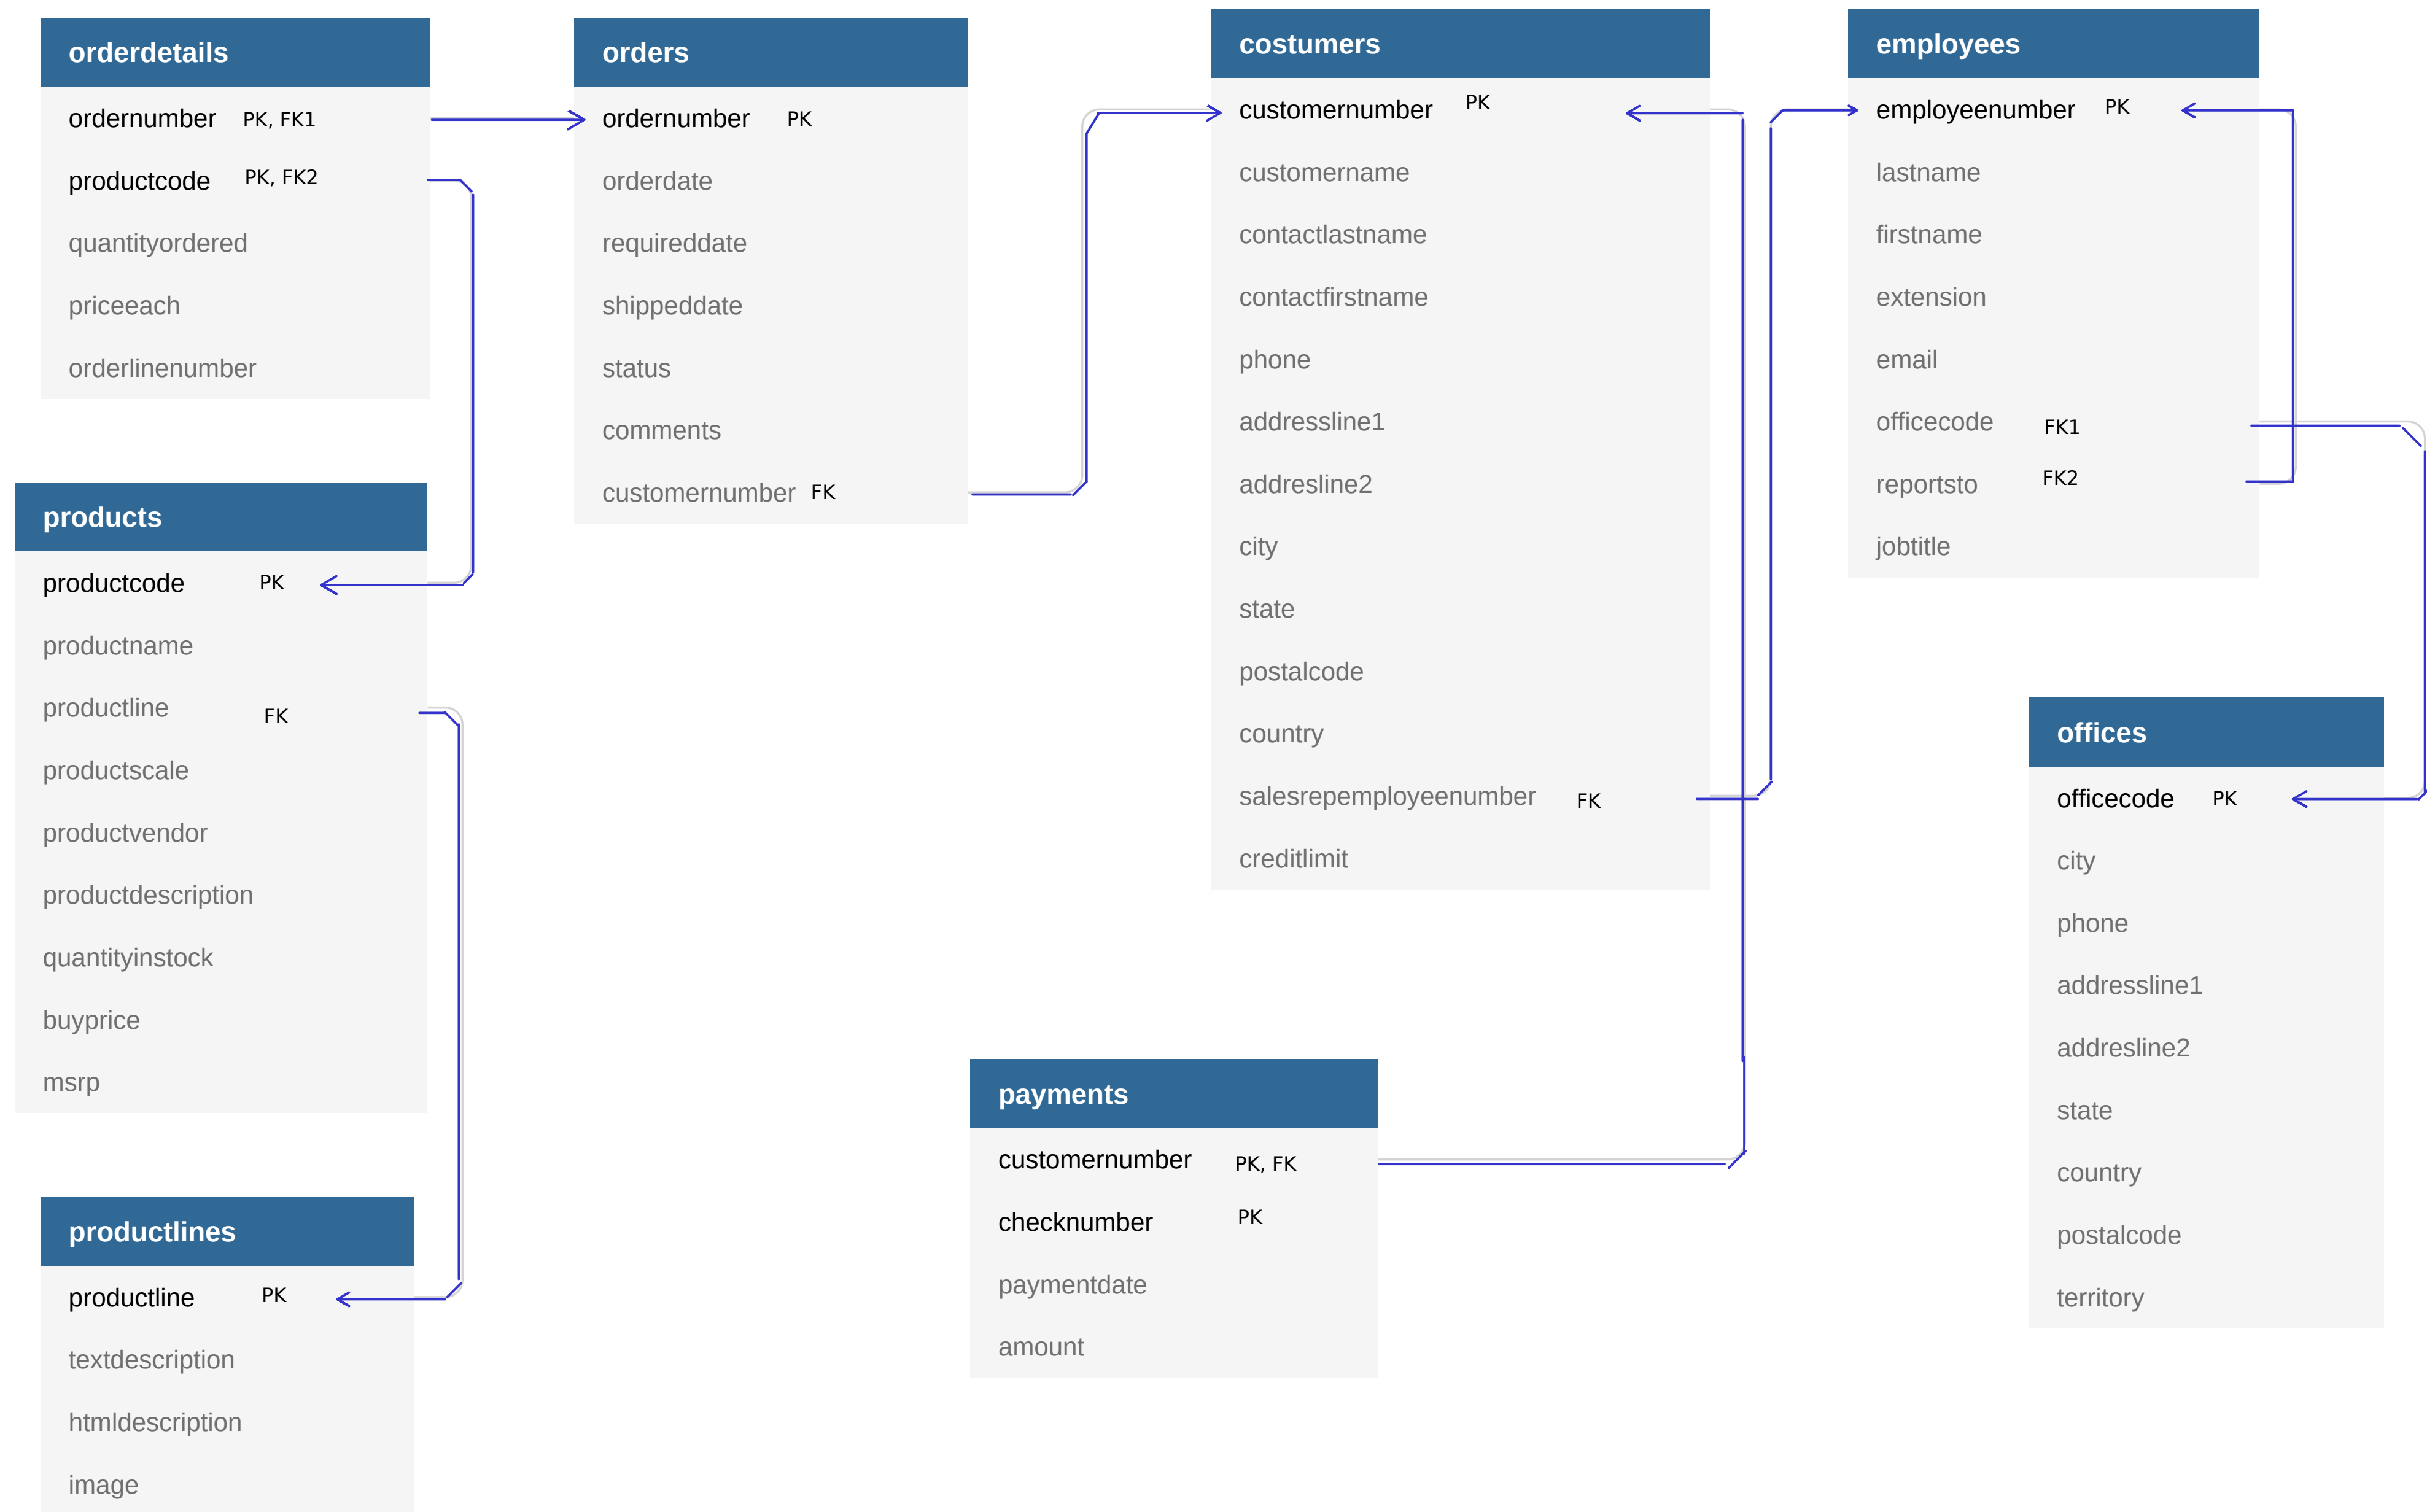 orderdetails
ordernumber PK, FK1
productcode PK, FK2
quantityordered
priceeach
orderlinenumber
orders
ordernumber PK
orderdate
requireddate
shippeddate
status
comments
customernumber FK
costumers
customernumber PK
customername
contactlastname
contactfirstname
phone
addressline1
addresline2
city
state
postalcode
country
salesrepemployeenumber FK
creditlimit
employees
employeenumber PK
lastname
firstname
extension
email
officecode FK1
reportsto FK2
jobtitle
products
productcode PK
productname
productline FK
productscale
productvendor
productdescription
quantityinstock
buyprice
msrp
offices
officecode PK
city
phone
addressline1
addresline2
state
country
postalcode
territory
payments
customernumber PK, FK
checknumber PK
paymentdate
amount
productlines
productline PK
textdescription
htmldescription
image